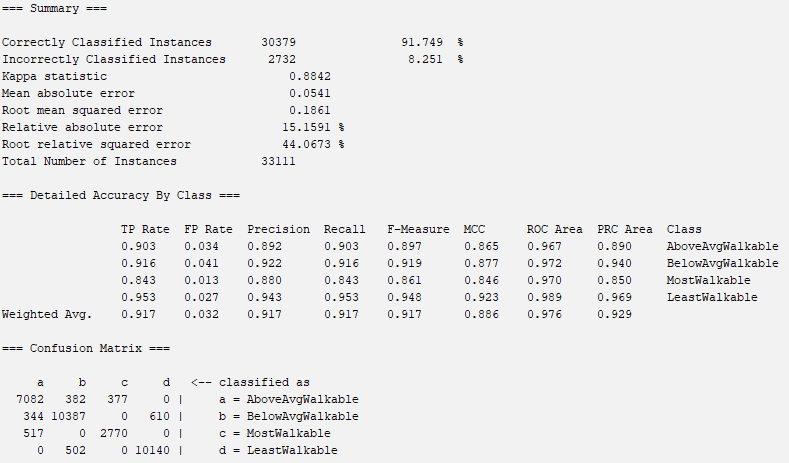 === Summary ===
Correctly Classified Instances 30379 91.749 %
Incorrectly Classified Instances 2732 8.251 %
Kappa statistic 0.8842
Mean absolute error 0.0541
Root mean squared error 0.1861
Relative absolute error 15.1591 %
Root relative squared error 44.0673 %
Total Number of Instances 33111
=== Detailed Accuracy By Class ===
TP Rate FP Rate Precision Recall F-Measure MCC ROC Area PRC Area Class
0.903 0.034 0.892 0.903 0.897 0.865 0.967 0.890 AboveAvgWalkable
0.916 0.041 0.922 0.916 0.919 0.877 0.972 0.940 BelowAvgWalkable
0.843 0.013 0.880 0.843 0.861 0.846 0.970 0.850 MostWalkable
0.953 0.027 0.943 0.953 0.948 0.923 0.989 0.969 LeastWalkable
Weighted Avg. 0.917 0.032 0.917 0.917 0.917 0.886 0.976 0.929
=== Confusion Matrix ===
a b c d <-- classified as
7082 382 377 0 | a = AboveAvgWalkable
344 10387 0 610 | b = BelowAvgWalkable
517 0 2770 0 | c = MostWalkable
0 502 0 10140 | d = LeastWalkable